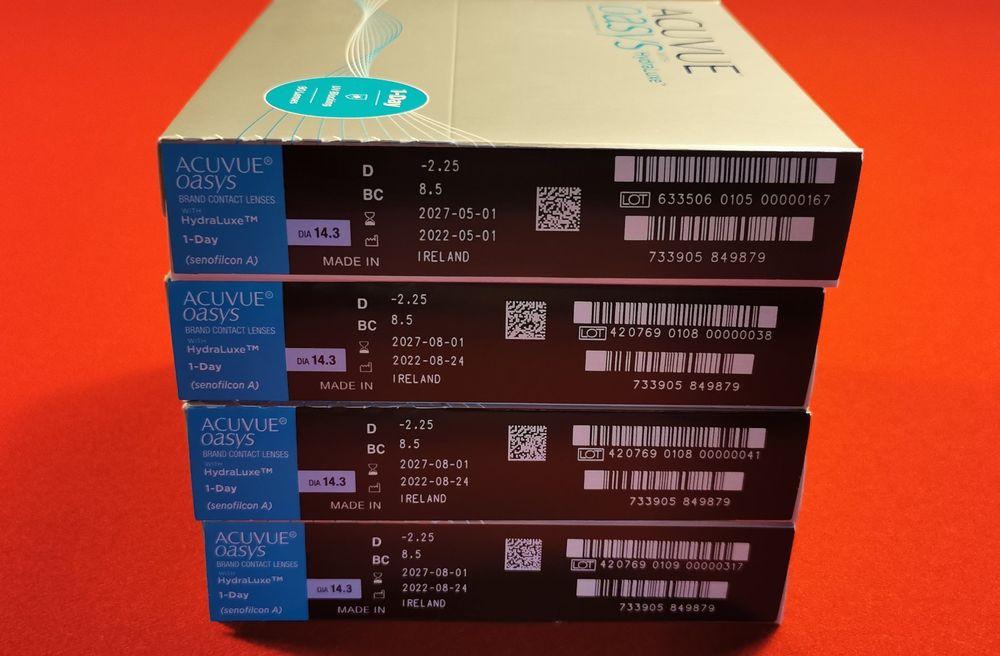 ACUVUE
OASYS WITH
HYDRALUXE™
1-Day
UV Blocking
90 Lenses
ACUVUE®
oasys
BRAND CONTACT LENSES
WITH
HydraLuxe™
1-Day
(senofilcon A)
DIA 14.3
D -2.25
BC 8.5
2027-05-01
2022-05-01
MADE IN IRELAND
LOT 633506 0105 00000167
733905 849879
ACUVUE®
oasys
BRAND CONTACT LENSES
WITH
HydraLuxe™
1-Day
(senofilcon A)
DIA 14.3
D -2.25
BC 8.5
2027-08-01
2022-08-24
MADE IN IRELAND
LOT 420769 0108 00000038
733905 849879
ACUVUE®
oasys
BRAND CONTACT LENSES
WITH
HydraLuxe™
1-Day
(senofilcon A)
DIA 14.3
D -2.25
BC 8.5
2027-08-01
2022-08-24
MADE IN IRELAND
LOT 420769 0108 00000041
733905 849879
ACUVUE®
oasys
BRAND CONTACT LENSES
WITH
HydraLuxe™
1-Day
(senofilcon A)
DIA 14.3
D -2.25
BC 8.5
2027-08-01
2022-08-24
MADE IN IRELAND
LOT 420769 0109 00000317
733905 849879